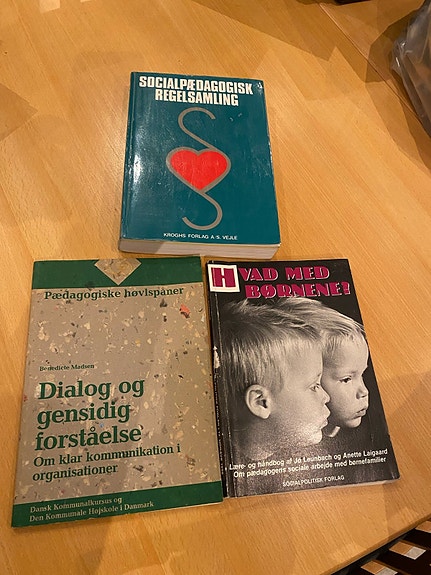 SOCIALPÆDAGOGISK
REGELSAMLING
KROGHS FORLAG A/S. VEJLE
Pædagogiske høvlspåner
Benedicte Madsen
Dialog og
gensidig
forståelse
Om klar kommunikation i
organisationer
Dansk Kommunalkursus og
Den Kommunale Højskole i Danmark
HVAD MED
BØRNENE?
Lære- og håndbog af Jo Leunbach og Anette Laigaard
Om pædagogens sociale arbejde med børnefamilier
SOCIALPOLITISK FORLAG